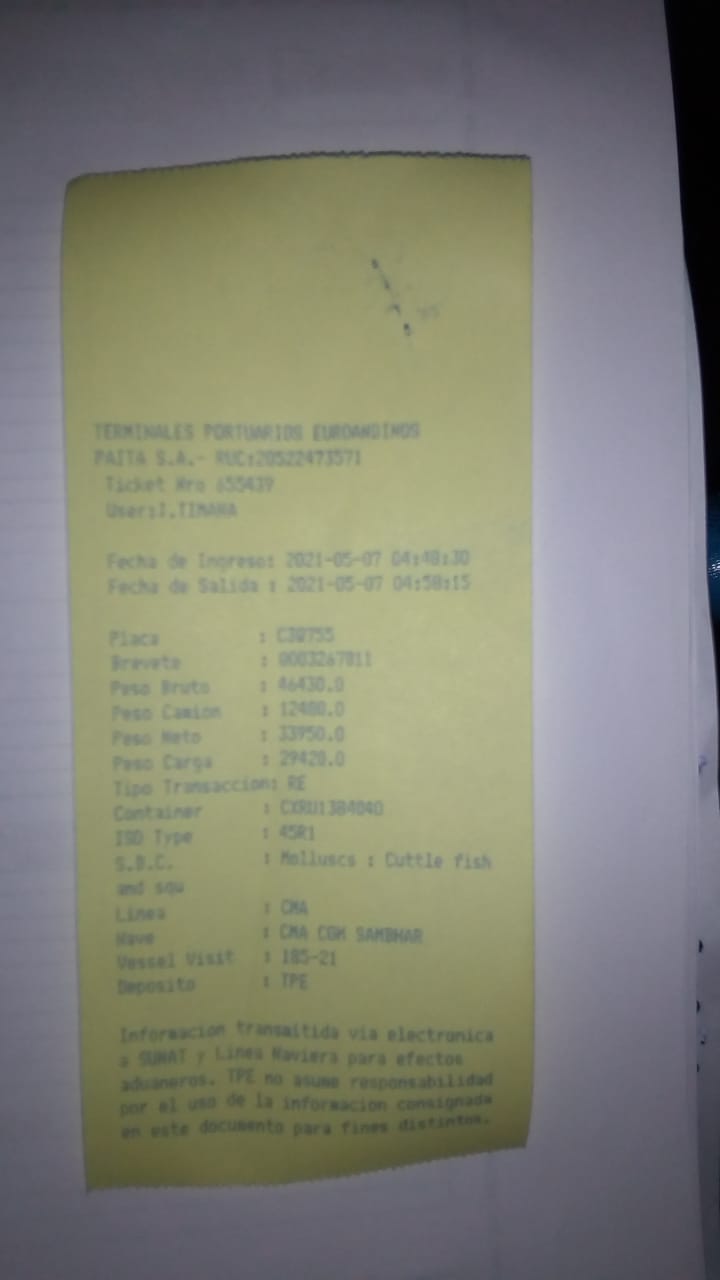 TERMINALES PORTUARIOS EUROANDINOS
PAITA S.A.- RUC:20522473571
Ticket Nro 655439
User:J.TIMANA
Fecha de Ingreso: 2021-05-07 04:48:30
Fecha de Salida : 2021-05-07 04:58:15
Placa : C3Q755
Brevete : 0003267811
Peso Bruto : 46430.0
Peso Camion : 12480.0
Peso Neto : 33950.0
Peso Carga : 29420.0
Tipo Transaccion: RE
Container : CXRU1384040
ISO Type : 45R1
S.B.C. : Molluscs : Cuttle fish
and squ
Linea : CMA
Nave : CMA CGM SAMBHAR
Vessel Visit : 185-21
Deposito : TPE
Informacion transmitida via electronica
a SUNAT y Linea Naviera para efectos
aduaneros. TPE no asume responsabilidad
por el uso de la informacion consignada
en este documento para fines distintos.